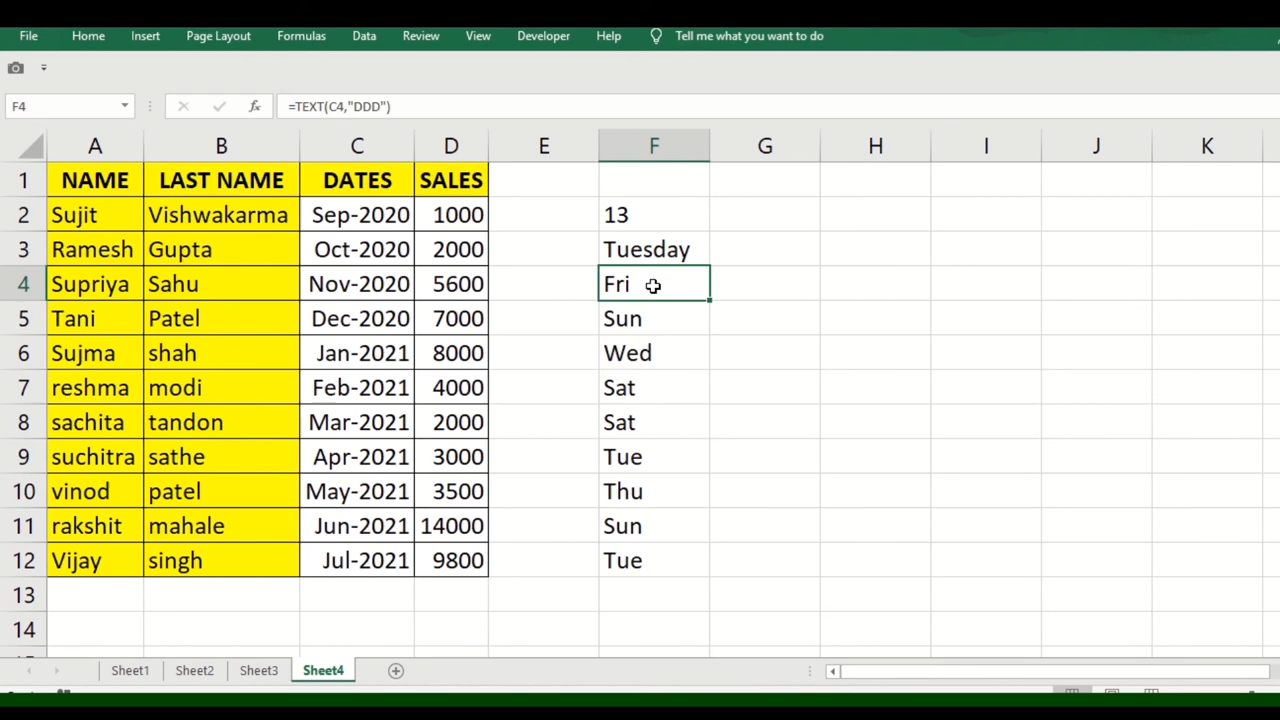 File Home Insert Page Layout Formulas Data Review View Developer Help Tell me what you want to do
F4 fx =TEXT(C4,"DDD")
A B C D E F G H I J K
1 NAME LAST NAME DATES SALES
2 Sujit Vishwakarma Sep-2020 1000 13
3 Ramesh Gupta Oct-2020 2000 Tuesday
4 Supriya Sahu Nov-2020 5600 Fri
5 Tani Patel Dec-2020 7000 Sun
6 Sujma shah Jan-2021 8000 Wed
7 reshma modi Feb-2021 4000 Sat
8 sachita tandon Mar-2021 2000 Sat
9 suchitra sathe Apr-2021 3000 Tue
10 vinod patel May-2021 3500 Thu
11 rakshit mahale Jun-2021 14000 Sun
12 Vijay singh Jul-2021 9800 Tue
13
14
Sheet1 Sheet2 Sheet3 Sheet4